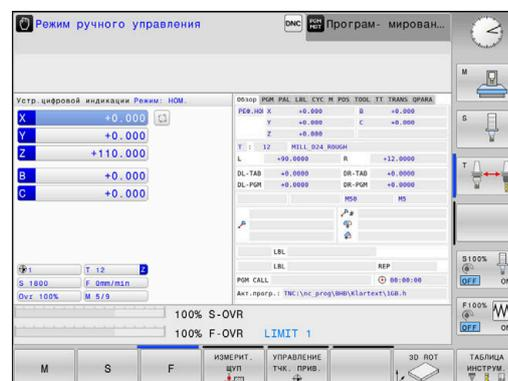 Режим ручного управления
DNC
PGM MGT
Програм- мирован...
Устр.цифровой индикации Режим: НОМ.
X +0.000
Y +0.000
Z +110.000
B +0.000
C +0.000
1 T 12 Z
S 1800 F 0mm/min
Ovr 100% M 5/9
Обзор PGM PAL LBL CYC M POS TOOL TT TRANS QPARA
X +0.000 B +0.000
Y +0.000 C +0.000
Z +0.000
T : 12 MILL_D24_ROUGH
L +90.0000 R +12.0000
DL-TAB +0.0000 DR-TAB +0.0000
DL-PGM +0.0000 DR-PGM +0.0000
M50 M5
P
LBL
LBL REP
PGM CALL 00:00:00
Акт.прогр.: TNC:\nc_prog\BHB\Klartext\1GB.h
100% S-OVR
100% F-OVR LIMIT 1
M
S
T
S100%
OFF ON
F100%
OFF ON
M
S
F
ИЗМЕРИТ. ЩУП
УПРАВЛЕНИЕ ТЧК. ПРИВ.
3D ROT
ТАБЛИЦА ИНСТРУМ.